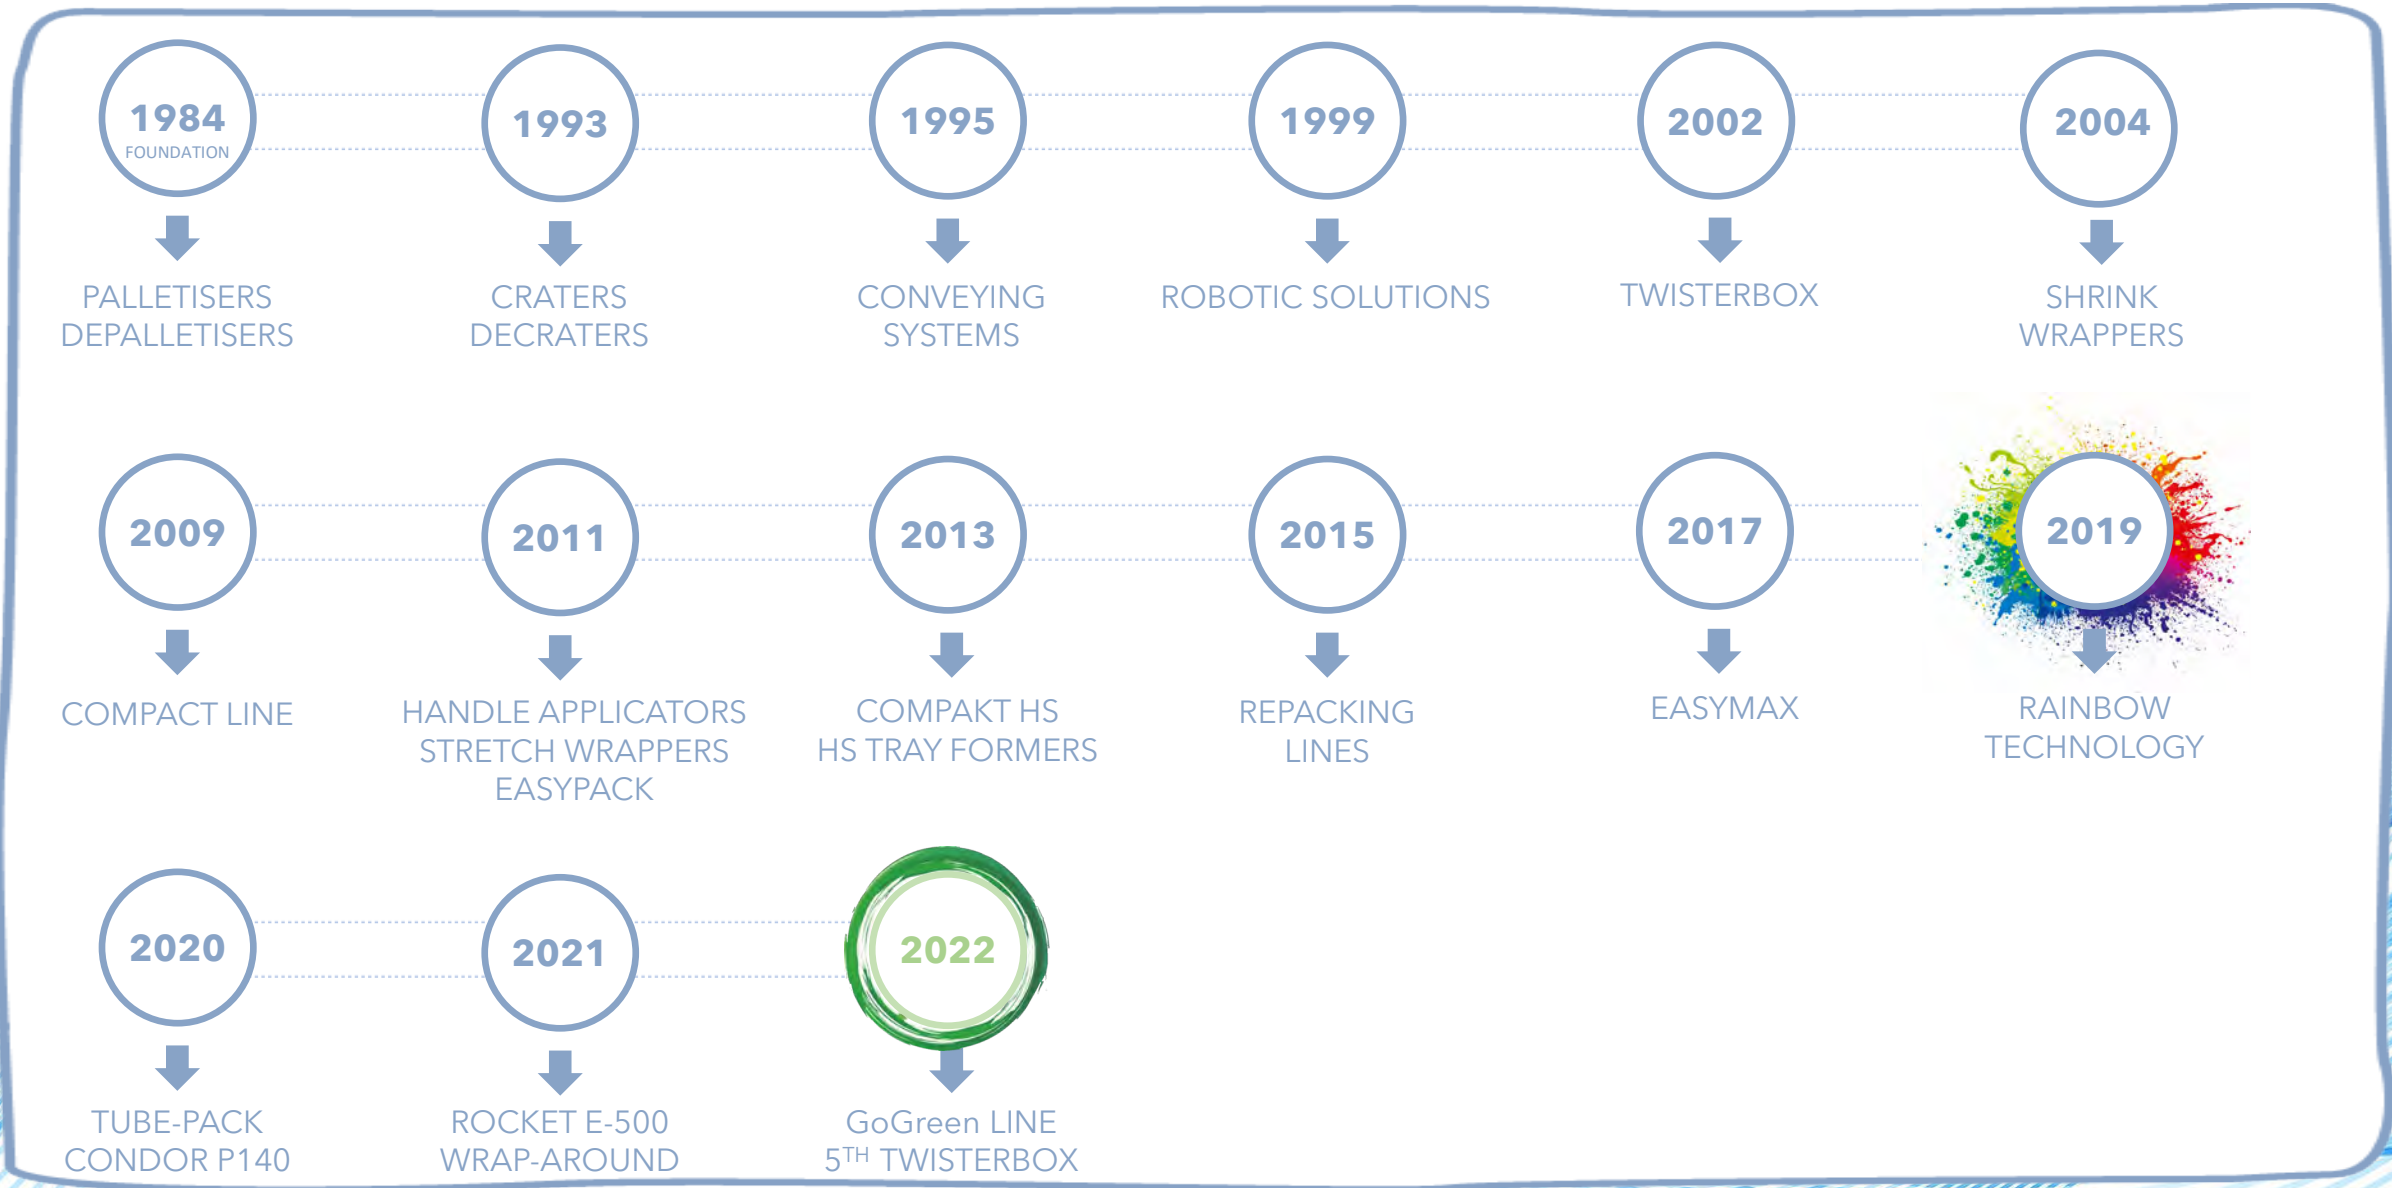 1984
FOUNDATION
PALLETISERS
DEPALLETISERS
1993
CRATERS
DECRATERS
1995
CONVEYING
SYSTEMS
1999
ROBOTIC SOLUTIONS
2002
TWISTERBOX
2004
SHRINK
WRAPPERS
2009
COMPACT LINE
2011
HANDLE APPLICATORS
STRETCH WRAPPERS
EASYPACK
2013
COMPAKT HS
HS TRAY FORMERS
2015
REPACKING
LINES
2017
EASYMAX
2019
RAINBOW
TECHNOLOGY
2020
TUBE-PACK
CONDOR P140
2021
ROCKET E-500
WRAP-AROUND
2022
GoGreen LINE
5TH TWISTERBOX